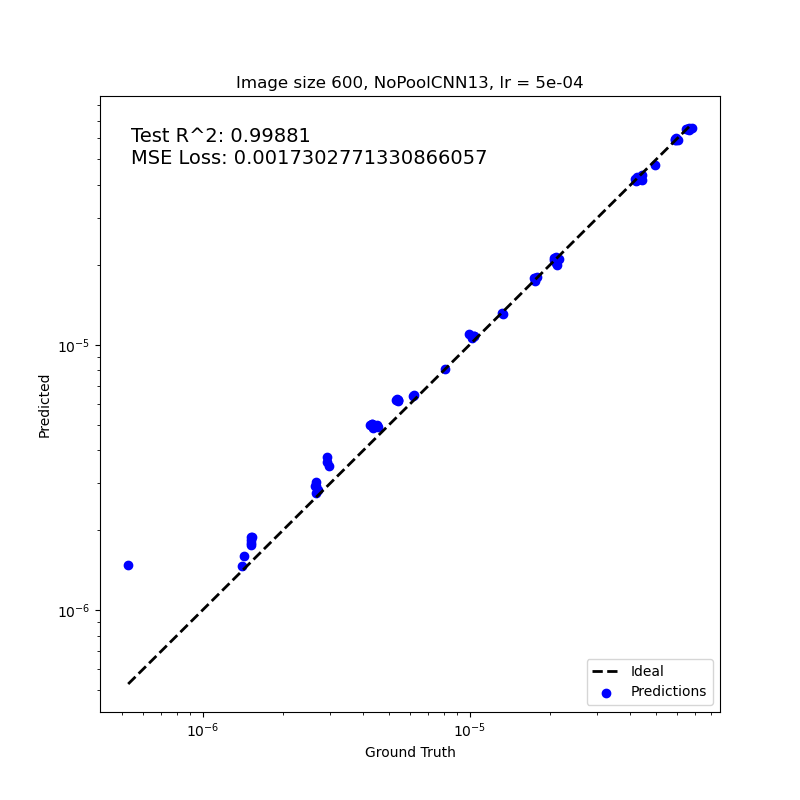 Image size 600, NoPoolCNN13, lr = 5e-04
Test R^2: 0.99881
MSE Loss: 0.0017302771330866057
10⁻⁵
Predicted
10⁻⁶
Ideal
Predictions
10⁻⁶ 10⁻⁵
Ground Truth